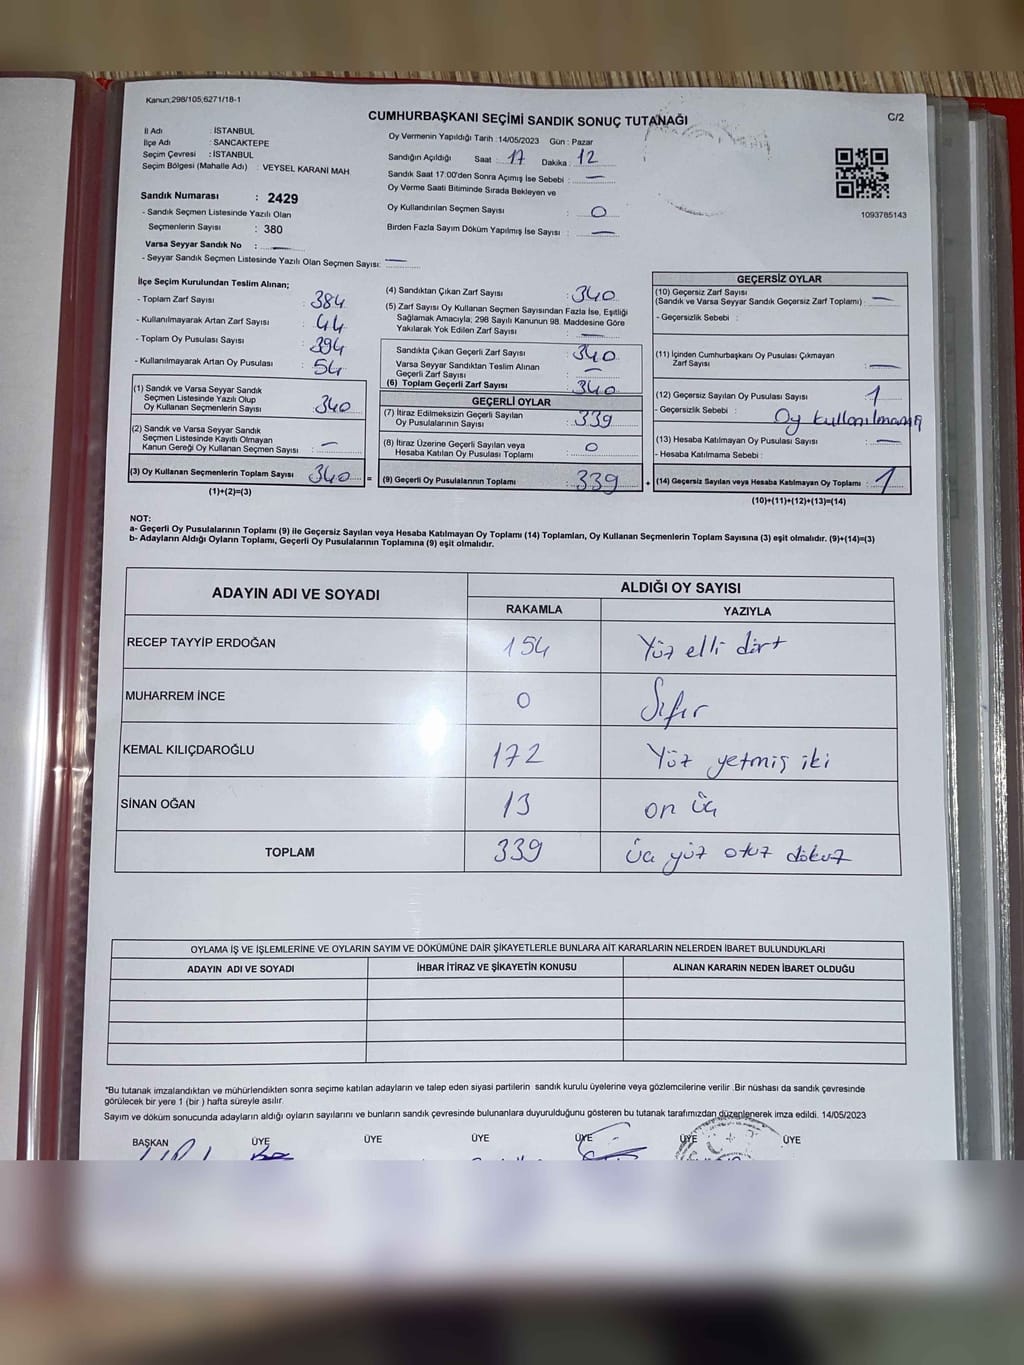 Kanun;298/105,6271/18-1
CUMHURBAŞKANI SEÇİMİ SANDIK SONUÇ TUTANAĞI
C/2
İl Adı : İSTANBUL
İlçe Adı : SANCAKTEPE
Seçim Çevresi : İSTANBUL
Seçim Bölgesi (Mahalle Adı) : VEYSEL KARANİ MAH
Sandık Numarası : 2429
- Sandık Seçmen Listesinde Yazılı Olan
Seçmenlerin Sayısı : 380
Varsa Seyyar Sandık No :
- Seyyar Sandık Seçmen Listesinde Yazılı Olan Seçmen Sayısı: —
Oy Vermenin Yapıldığı Tarih :14/05/2023 Gün : Pazar
Sandığın Açıldığı Saat : 17 Dakika : 12
Sandık Saat 17:00'den Sonra Açımış İse Sebebi : —
Oy Verme Saati Bitiminde Sırada Bekleyen ve
Oy Kullandırılan Seçmen Sayısı : 0
Birden Fazla Sayım Döküm Yapılmış İse Sayısı : —
1093785143
İlçe Seçim Kurulundan Teslim Alınan;
- Toplam Zarf Sayısı : 384
- Kullanılmayarak Artan Zarf Sayısı : 44
- Toplam Oy Pusulası Sayısı : 394
- Kullanılmayarak Artan Oy Pusulası : 54
(1) Sandık ve Varsa Seyyar Sandık
Seçmen Listesinde Yazılı Olup
Oy Kullanan Seçmenlerin Sayısı : 340
(2) Sandık ve Varsa Seyyar Sandık
Seçmen Listesinde Kayıtlı Olmayan
Kanun Gereği Oy Kullanan Seçmen Sayısı : —
(3) Oy Kullanan Seçmenlerin Toplam Sayısı : 340 =
(1)+(2)=(3)
(4) Sandıktan Çıkan Zarf Sayısı : 340
(5) Zarf Sayısı Oy Kullanan Seçmen Sayısından Fazla İse, Eşitliği
Sağlamak Amacıyla; 298 Sayılı Kanunun 98. Maddesine Göre
Yakılarak Yok Edilen Zarf Sayısı : —
Sandıkta Çıkan Geçerli Zarf Sayısı : 340
Varsa Seyyar Sandıktan Teslim Alınan
Geçerli Zarf Sayısı : —
(6) Toplam Geçerli Zarf Sayısı : 340
GEÇERLİ OYLAR
(7) İtiraz Edilmeksizin Geçerli Sayılan
Oy Pusulalarının Sayısı : 339
(8) İtiraz Üzerine Geçerli Sayılan veya
Hesaba Katılan Oy Pusulası Toplamı : 0
(9) Geçerli Oy Pusulalarının Toplamı : 339 +
GEÇERSİZ OYLAR
(10) Geçersiz Zarf Sayısı
(Sandık ve Varsa Seyyar Sandık Geçersiz Zarf Toplamı) : —
- Geçersizlik Sebebi :
(11) İçinden Cumhurbaşkanı Oy Pusulası Çıkmayan
Zarf Sayısı : —
(12) Geçersiz Sayılan Oy Pusulası Sayısı : 1
- Geçersizlik Sebebi : Oy kullanılmamış
(13) Hesaba Katılmayan Oy Pusulası Sayısı : —
- Hesaba Katılmama Sebebi :
(14) Geçersiz Sayılan veya Hesaba Katılmayan Oy Toplamı : 1
(10)+(11)+(12)+(13)=(14)
NOT:
a- Geçerli Oy Pusulalarının Toplamı (9) ile Geçersiz Sayılan veya Hesaba Katılmayan Oy Toplamı (14) Toplamları, Oy Kullanan Seçmenlerin Toplam Sayısına (3) eşit olmalıdır. (9)+(14)=(3)
b- Adayların Aldığı Oyların Toplamı, Geçerli Oy Pusulalarının Toplamına (9) eşit olmalıdır.
ADAYIN ADI VE SOYADI ALDIĞI OY SAYISI
RAKAMLA YAZIYLA
RECEP TAYYİP ERDOĞAN 154 Yüz elli dört
MUHARREM İNCE 0 Sıfır
KEMAL KILIÇDAROĞLU 172 Yüz yetmiş iki
SİNAN OĞAN 13 on üç
TOPLAM 339 üç yüz otuz dokuz
OYLAMA İŞ VE İŞLEMLERİNE VE OYLARIN SAYIM VE DÖKÜMÜNE DAİR ŞİKAYETLERLE BUNLARA AİT KARARLARIN NELERDEN İBARET BULUNDUKLARI
ADAYIN ADI VE SOYADI İHBAR İTİRAZ VE ŞİKAYETİN KONUSU ALINAN KARARIN NEDEN İBARET OLDUĞU
*Bu tutanak imzalandıktan ve mühürlendikten sonra seçime katılan adayların ve talep eden siyasi partilerin sandık kurulu üyelerine veya gözlemcilerine verilir .Bir nüshası da sandık çevresinde
görülecek bir yere 1 (bir ) hafta süreyle asılır.
Sayım ve döküm sonucunda adayların aldığı oyların sayılarını ve bunların sandık çevresinde bulunanlara duyurulduğunu gösteren bu tutanak tarafımızdan düzenlenerek imza edildi. 14/05/2023
BAŞKAN ÜYE ÜYE ÜYE ÜYE ÜYE ÜYE